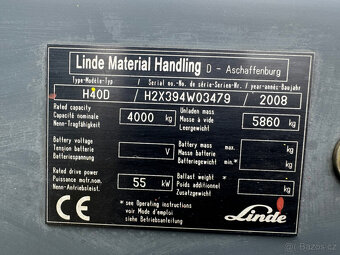 Linde Material Handling D - Aschaffenburg
Type-Modèle-Typ / Serial no.-No. de série-Serien-Nr. / year-année-Baujahr
H40D / H2X394W03479 / 2008
Rated capacity
Capacité nominale 4000 kg
Nenn-Tragfähigkeit
Unladen mass
Masse à vide 5860 kg
Leergewicht
Battery voltage
Tension batterie V
Batteriespannung
Battery mass
Masse batterie kg
Batteriegewicht
max.
min.*
Rated drive power
Puissance motr.nom. 55 kW
Nenn-Antriebsleist.
Ballast weight *
Poids additionnel kg
Zusatzgewicht
CE
* see Operating instructions
voir Mode d'emploi
siehe Betriebsanleitung
Linde
Bazos.cz